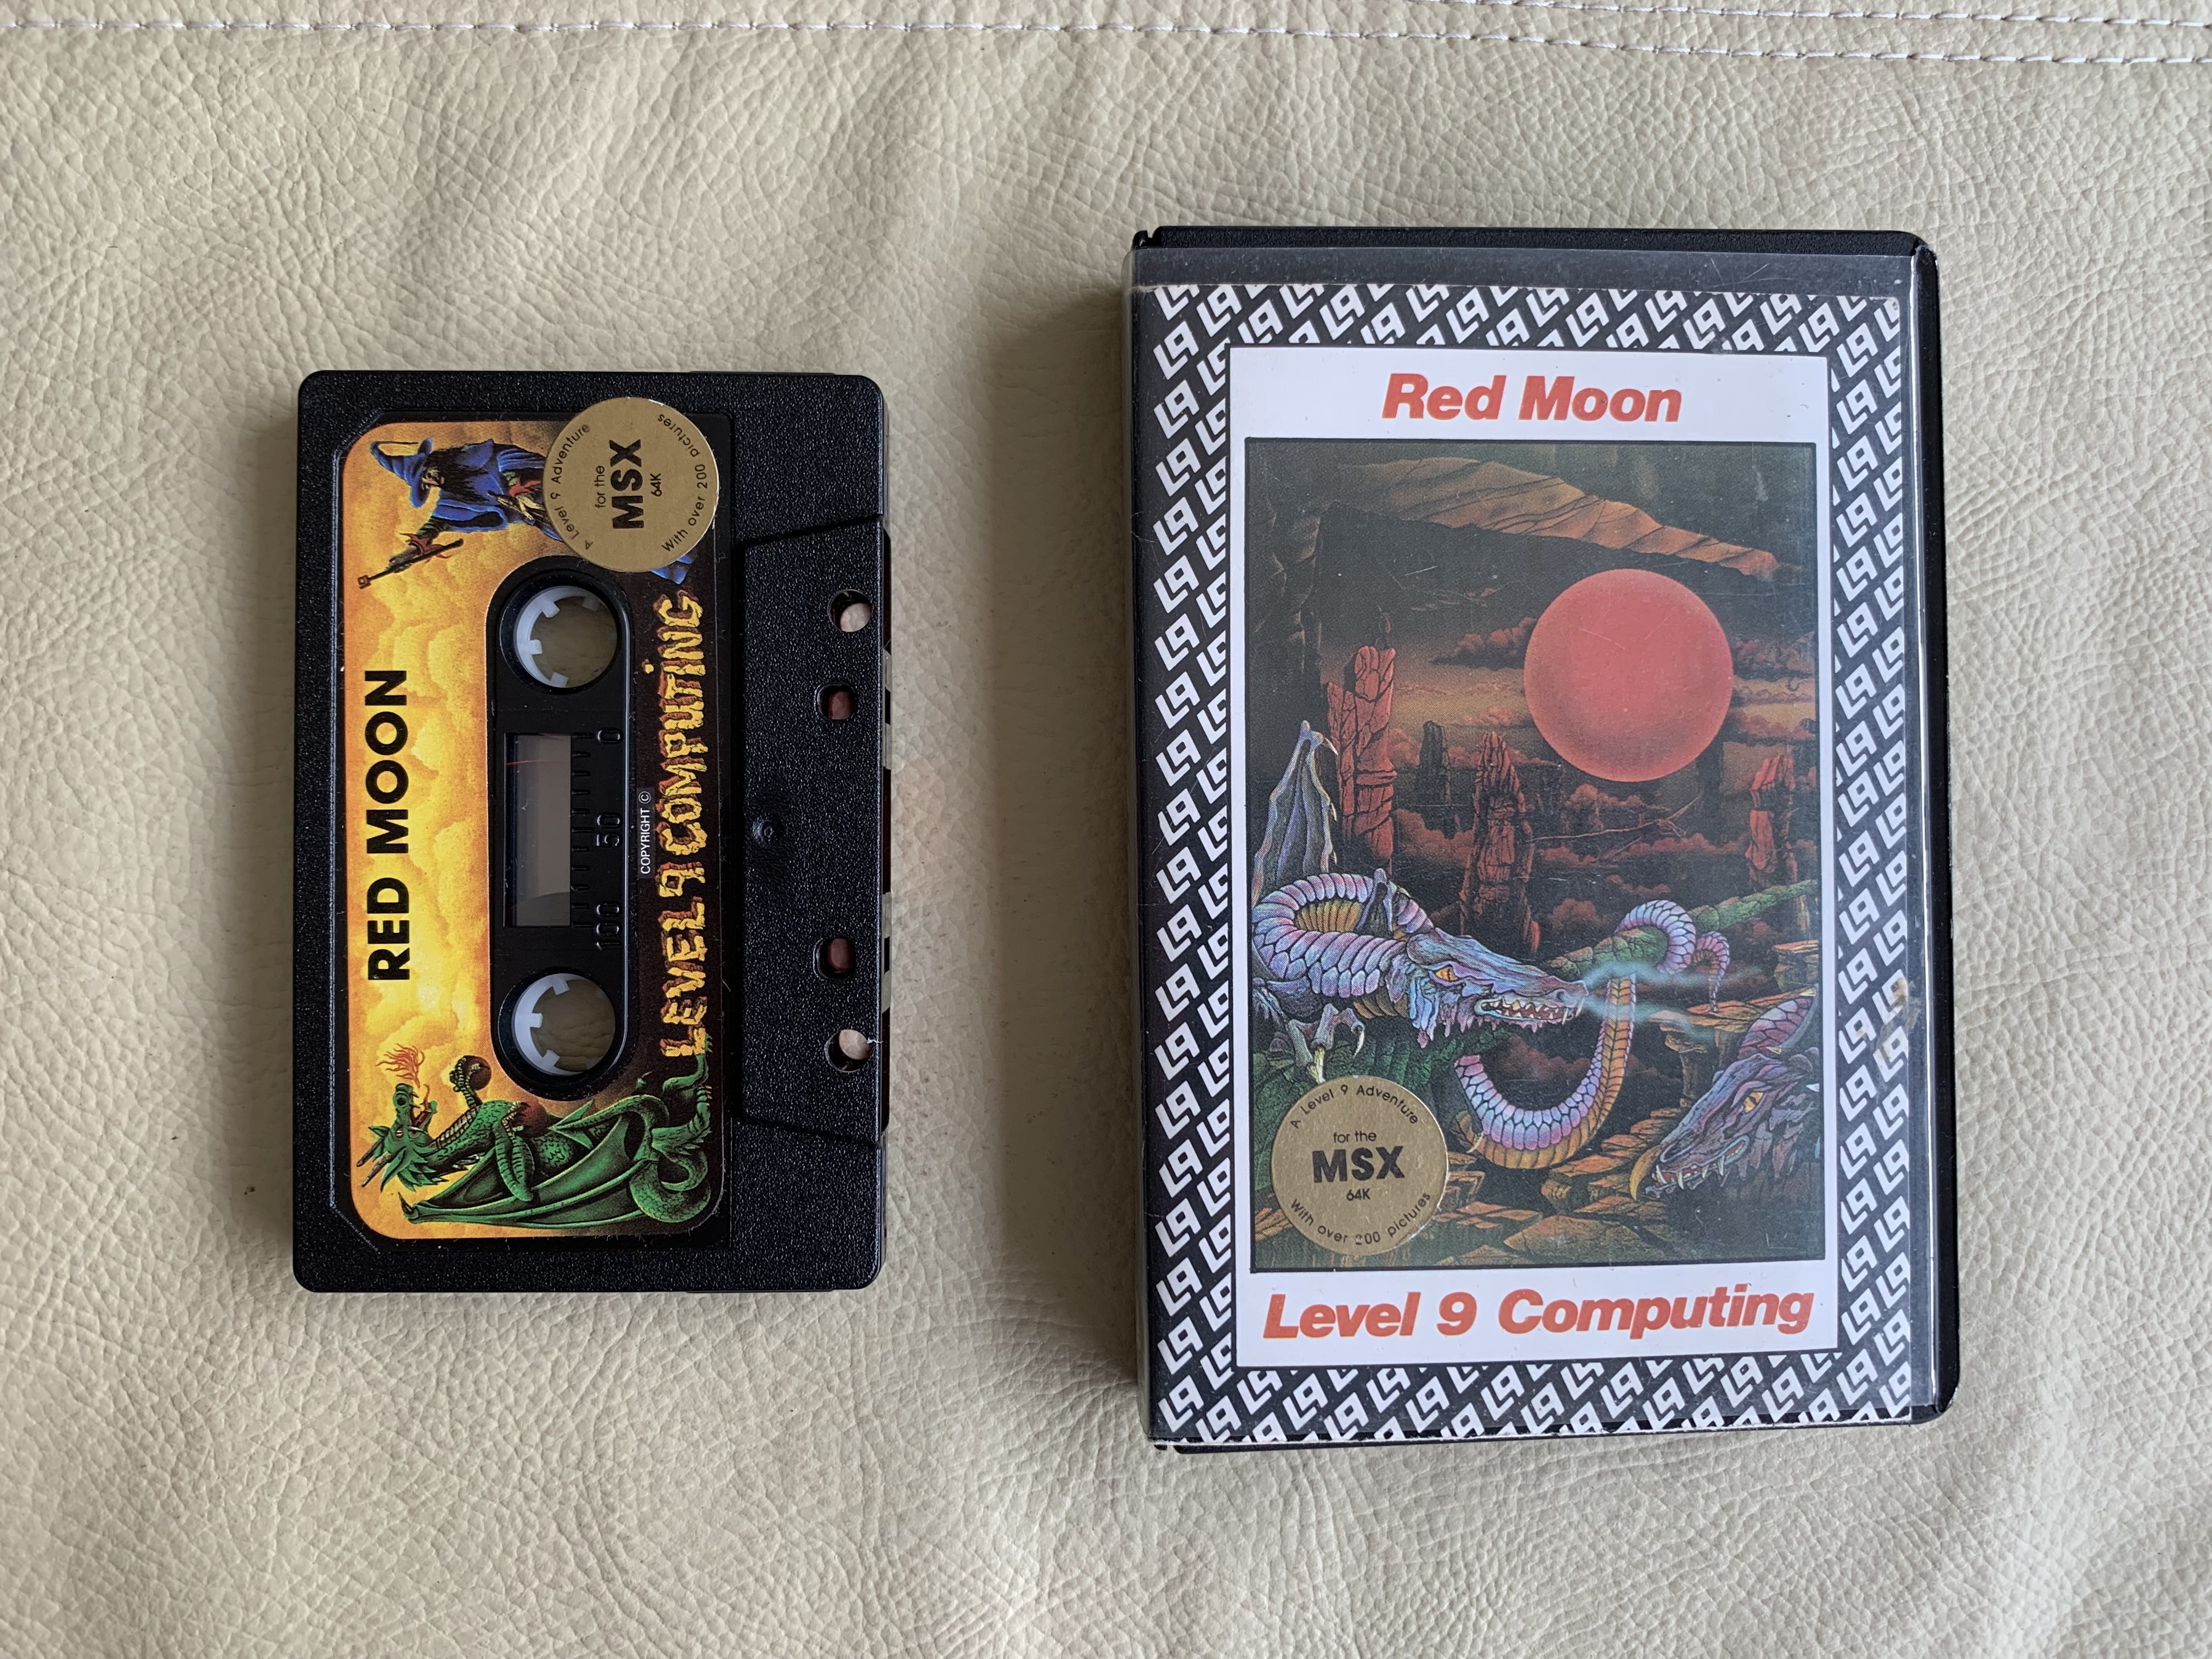 RED MOON
A Level 9 Adventure
for the
MSX
64K
With over 200 pictures
0
50
100
COPYRIGHT ©
LEVEL 9 COMPUTING
Red Moon
A Level 9 Adventure
for the
MSX
64K
With over 200 pictures
Level 9 Computing